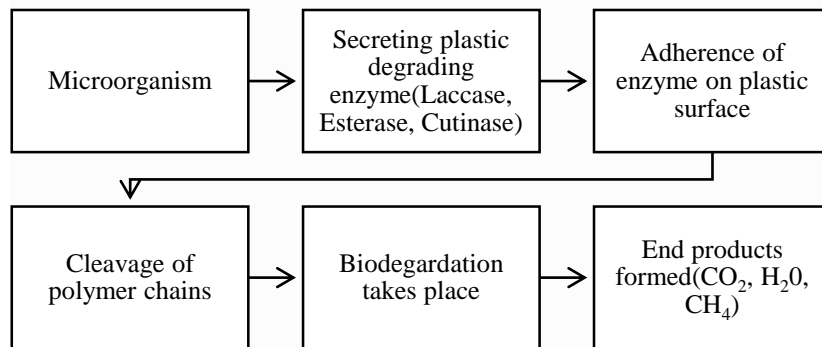 Microorganism
Secreting plastic
degrading
enzyme(Laccase,
Esterase, Cutinase)
Adherence of
enzyme on plastic
surface
Cleavage of
polymer chains
Biodegardation
takes place
End products
formed(CO₂, H₂0,
CH₄)